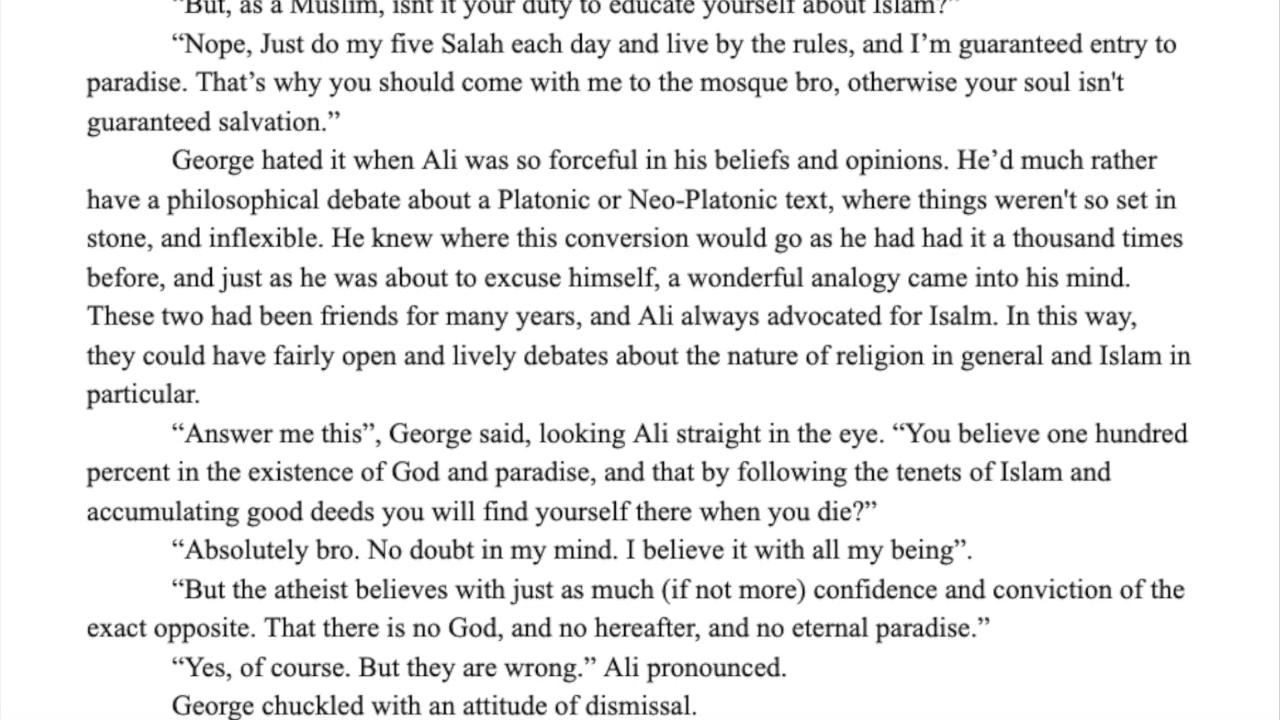 "But, as a Muslim, isnt it your duty to educate yourself about Islam?"
“Nope, Just do my five Salah each day and live by the rules, and I’m guaranteed entry to
paradise. That’s why you should come with me to the mosque bro, otherwise your soul isn't
guaranteed salvation.”
George hated it when Ali was so forceful in his beliefs and opinions. He’d much rather
have a philosophical debate about a Platonic or Neo-Platonic text, where things weren't so set in
stone, and inflexible. He knew where this conversion would go as he had had it a thousand times
before, and just as he was about to excuse himself, a wonderful analogy came into his mind.
These two had been friends for many years, and Ali always advocated for Isalm. In this way,
they could have fairly open and lively debates about the nature of religion in general and Islam in
particular.
“Answer me this”, George said, looking Ali straight in the eye. “You believe one hundred
percent in the existence of God and paradise, and that by following the tenets of Islam and
accumulating good deeds you will find yourself there when you die?”
“Absolutely bro. No doubt in my mind. I believe it with all my being”.
“But the atheist believes with just as much (if not more) confidence and conviction of the
exact opposite. That there is no God, and no hereafter, and no eternal paradise.”
“Yes, of course. But they are wrong.” Ali pronounced.
George chuckled with an attitude of dismissal.